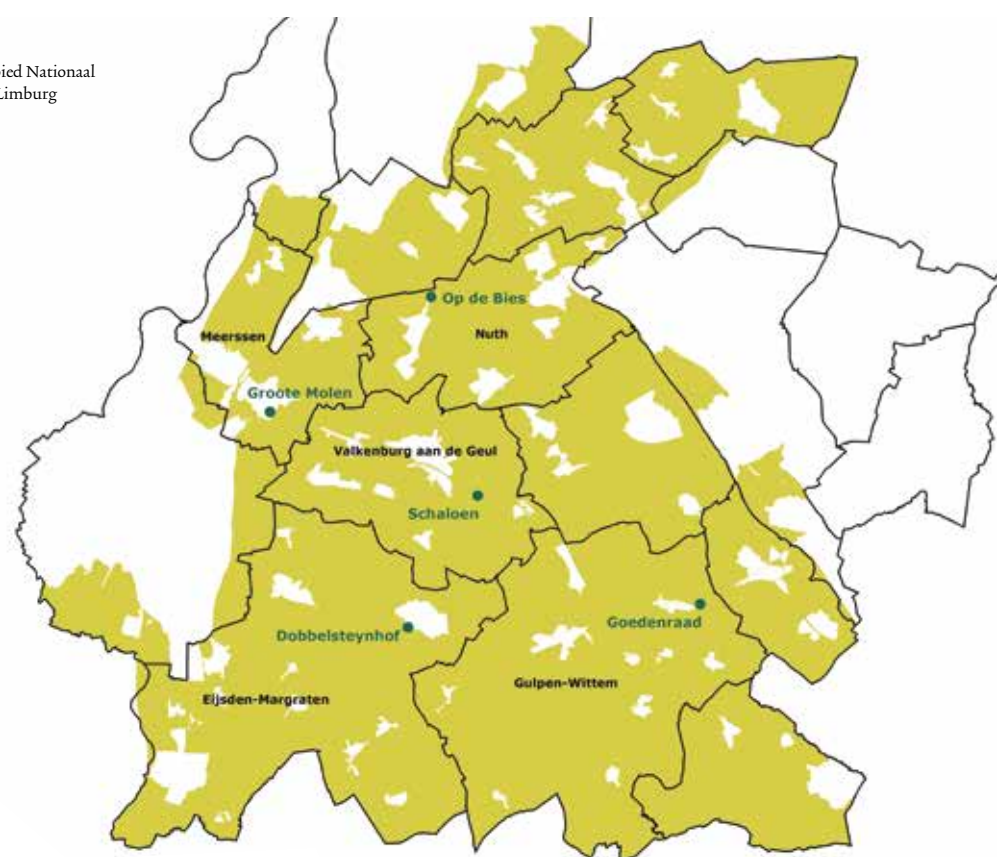 bied Nationaal
Limburg
Op de Bies
Nuth
Meerssen
Groote Molen
Valkenburg aan de Geul
Schaloen
Goedenraad
Dobbelsteynhof
Gulpen-Wittem
Eijsden-Margraten